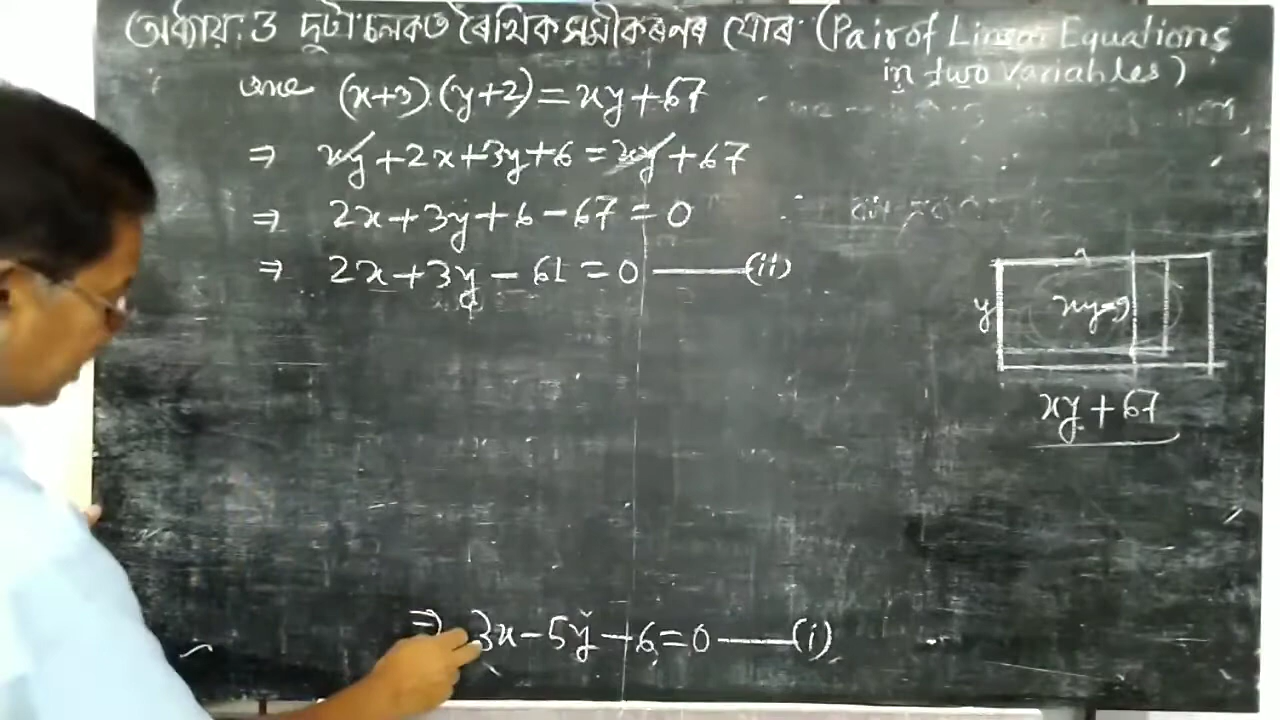 অধ্যায়: 3 দুটা চলকত ৰৈখিক সমীকৰণৰ যোৰ (Pair of Linear Equations
in two Variables)
(x+3)(y+2)=xy+67
⇒ xy+2x+3y+6=xy+67
⇒ 2x+3y+6-67=0
⇒ 2x+3y-61=0 ——(ii)
y
xy=9
xy+67
⇒ 3x-5y-6=0 ——(i)